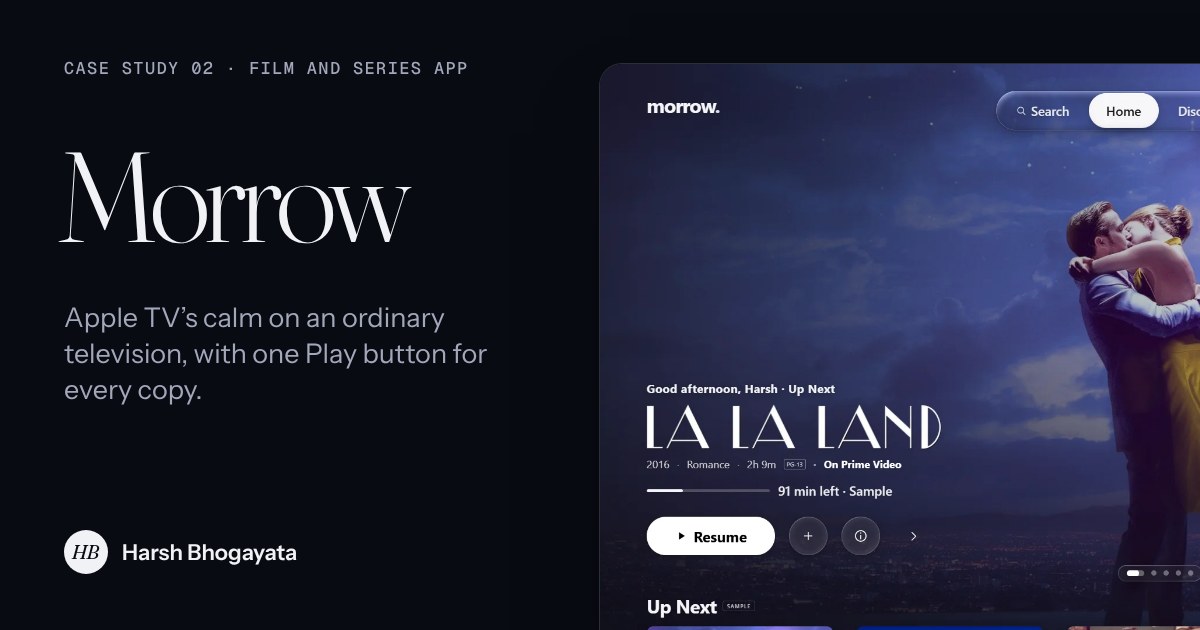 CASE STUDY 02 · FILM AND SERIES APP
Morrow
Apple TV’s calm on an ordinary
television, with one Play button for
every copy.
HB
Harsh Bhogayata
morrow.
Search
Home
Good afternoon, Harsh · Up Next
LA LA LAND
2016 · Romance · 2h 9m PG-13 · On Prime Video
91 min left · Sample
Resume
Up Next SAMPLE